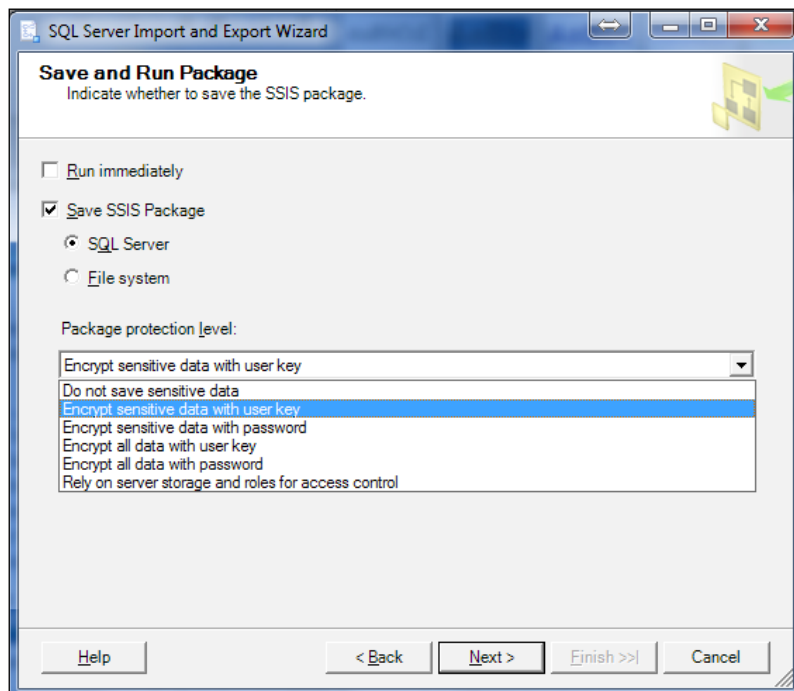 SQL Server Import and Export Wizard
Save and Run Package
Indicate whether to save the SSIS package.
Run immediately
Save SSIS Package
SQL Server
File system
Package protection level:
Encrypt sensitive data with user key
Do not save sensitive data
Encrypt sensitive data with user key
Encrypt sensitive data with password
Encrypt all data with user key
Encrypt all data with password
Rely on server storage and roles for access control
Help < Back Next > Finish >>| Cancel